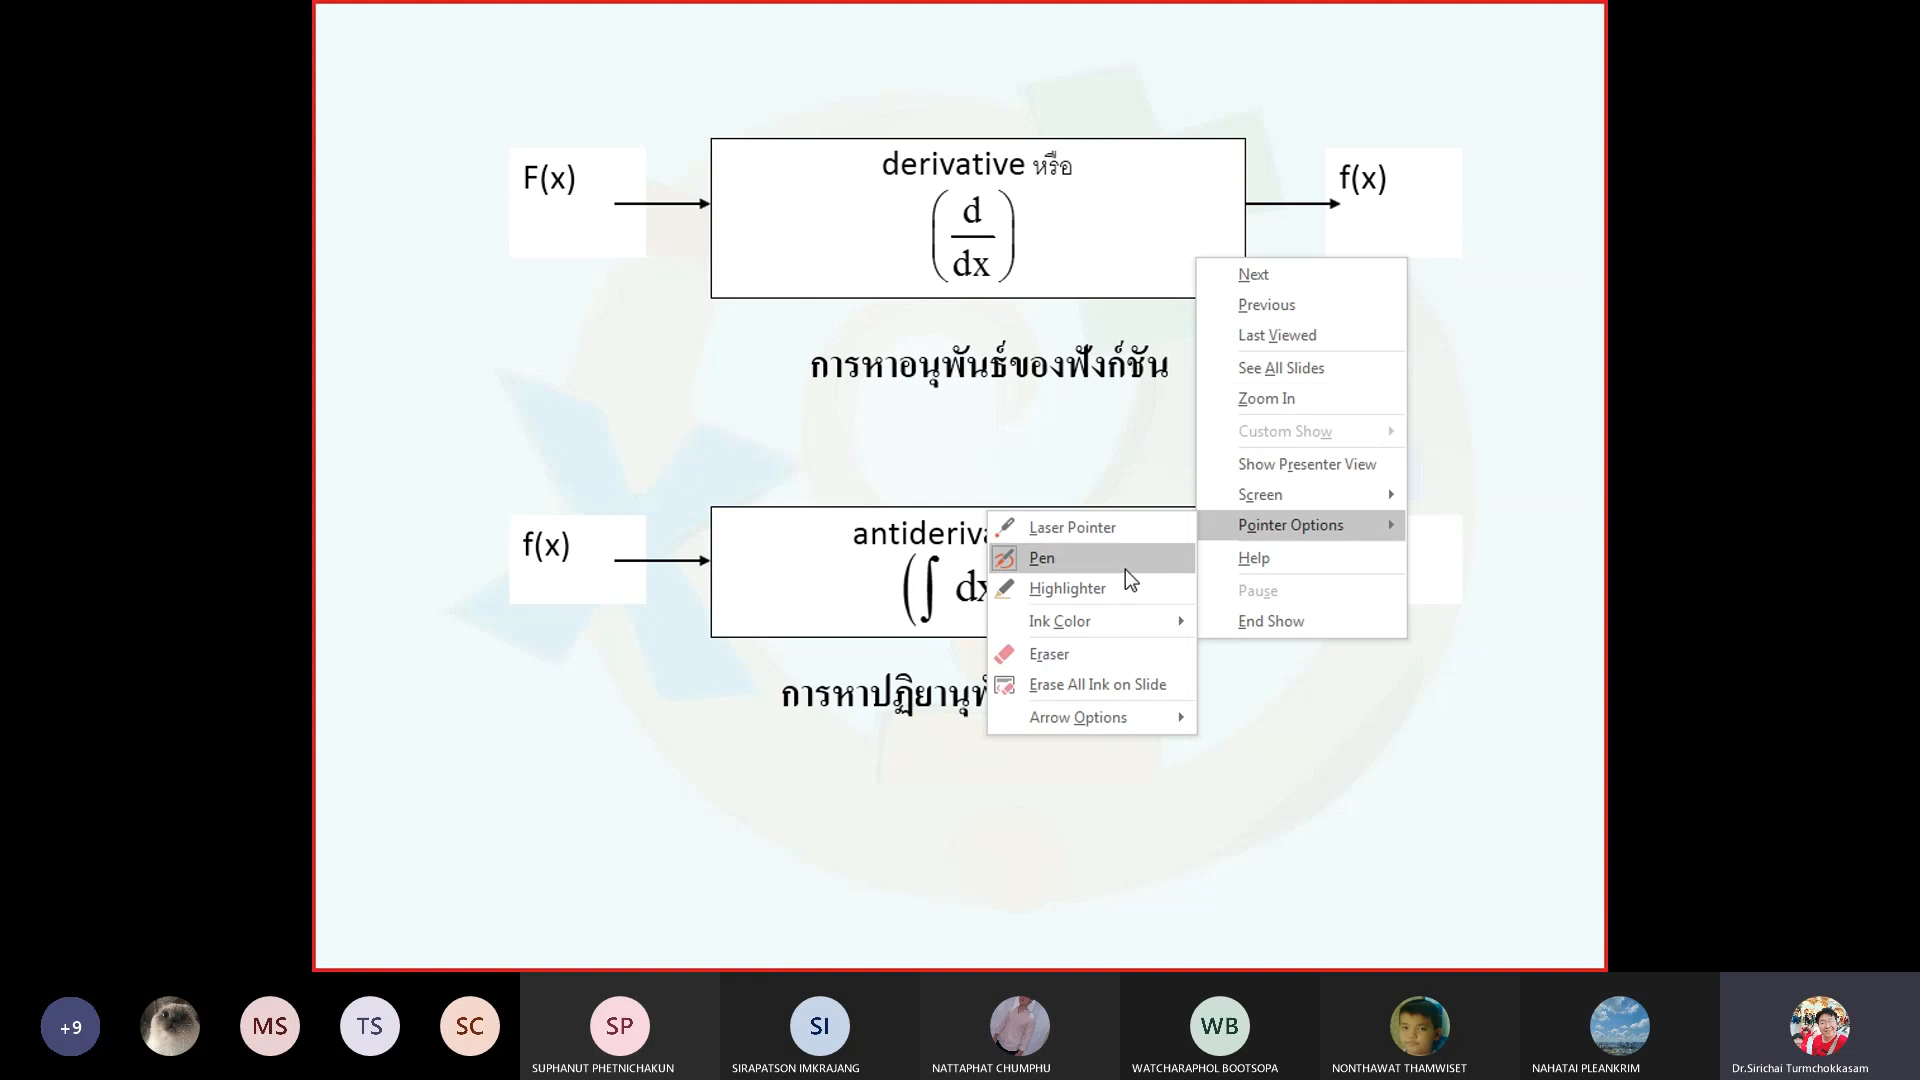 F(x)
derivative หรือ
(d/dx)
f(x)
การหาอนุพันธ์ของฟังก์ชัน
f(x)
antideriva
(∫ dx
การหาปฏิยานุพั
Next
Previous
Last Viewed
See All Slides
Zoom In
Custom Show
Show Presenter View
Screen
Pointer Options
Help
Pause
End Show
Laser Pointer
Pen
Highlighter
Ink Color
Eraser
Erase All Ink on Slide
Arrow Options
+9
MS
TS
SC
SP
SUPHANUT PHETNICHAKUN
SI
SIRAPATSON IMKRAJANG
NATTAPHAT CHUMPHU
WB
WATCHARAPHOL BOOTSOPA
NONTHAWAT THAMWISET
NAHATAI PLEANKRIM
Dr.Sirichai Turmchokkasam